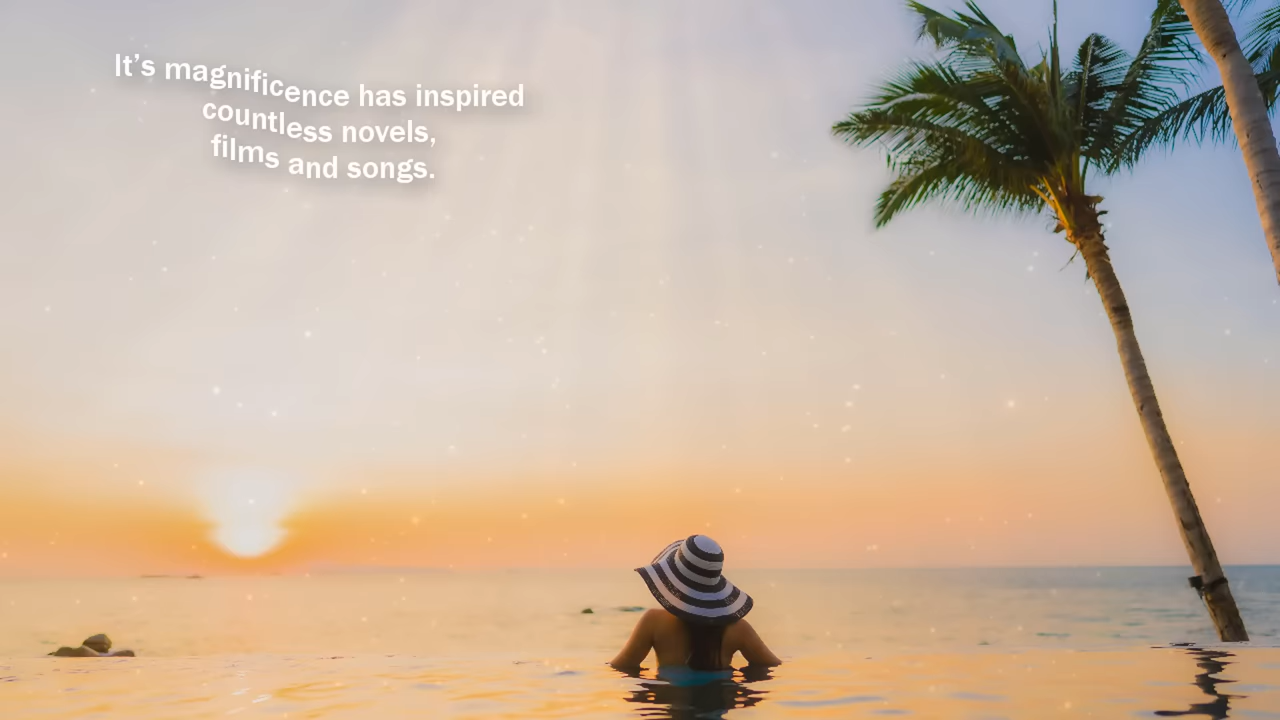 It’s magnificence has inspired
countless novels,
films and songs.